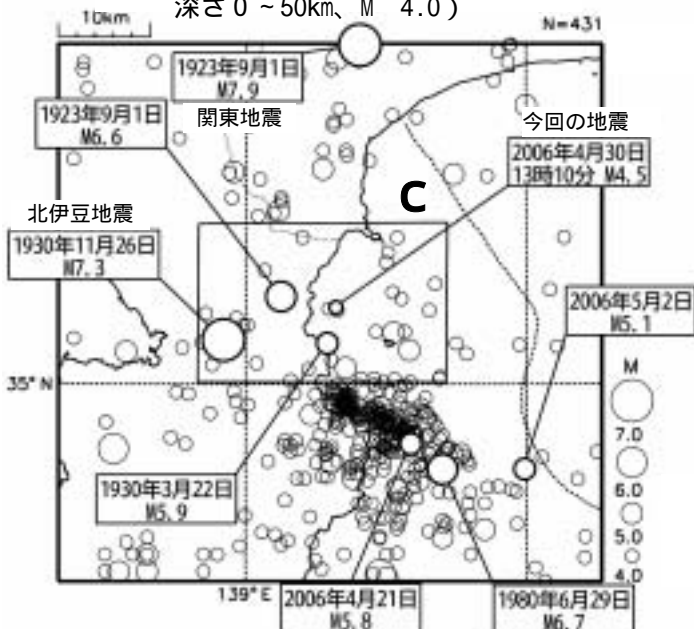 深さ０～50km、M 4.0）
10km
N=431
1923年9月1日
M7.9
関東地震
1923年9月1日
M6.6
今回の地震
2006年4月30日
13時10分 M4.5
C
北伊豆地震
1930年11月26日
M7.3
2006年5月2日
M5.1
35°N
M
7.0
6.0
5.0
4.0
1930年3月22日
M5.9
139°E
2006年4月21日
M5.8
1980年6月29日
M6.7